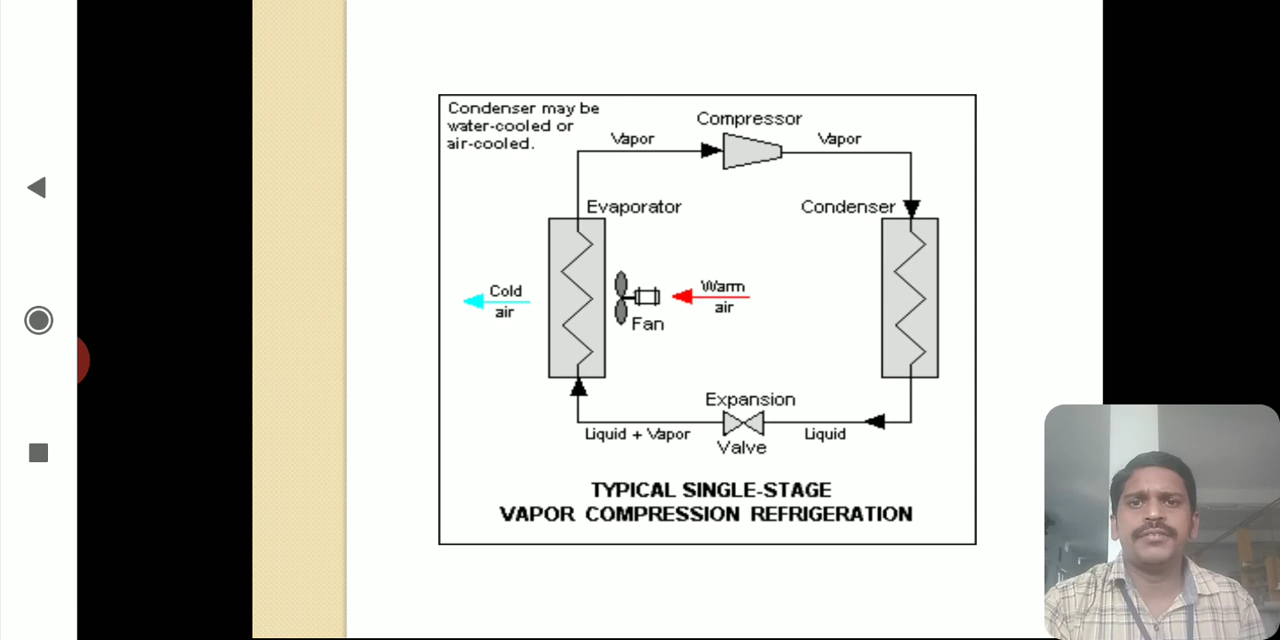 Condenser may be
water-cooled or
air-cooled.
Compressor
Vapor
Vapor
Evaporator
Condenser
Cold
air
Warm
air
Fan
Expansion
Valve
Liquid + Vapor
Liquid
TYPICAL SINGLE-STAGE
VAPOR COMPRESSION REFRIGERATION